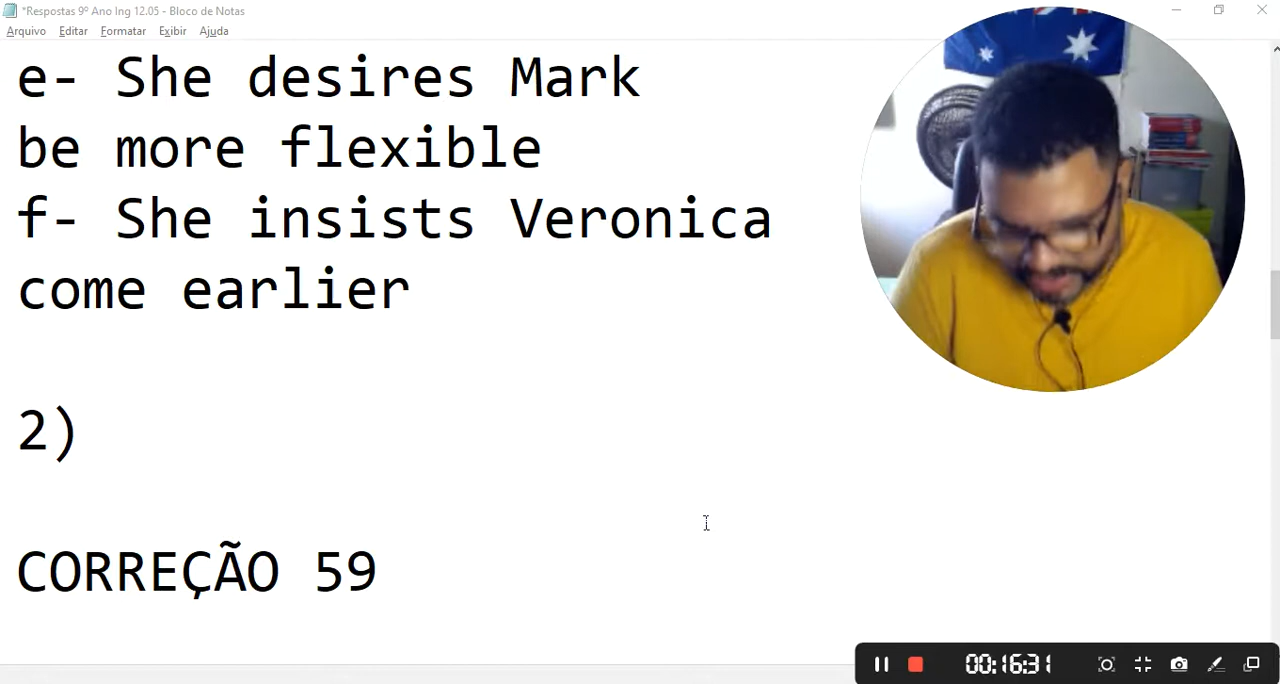 *Respostas 9º Ano Ing 12.05 - Bloco de Notas
Arquivo Editar Formatar Exibir Ajuda
e- She desires Mark
be more flexible
f- She insists Veronica
come earlier
2)
CORREÇÃO 59
00:16:31